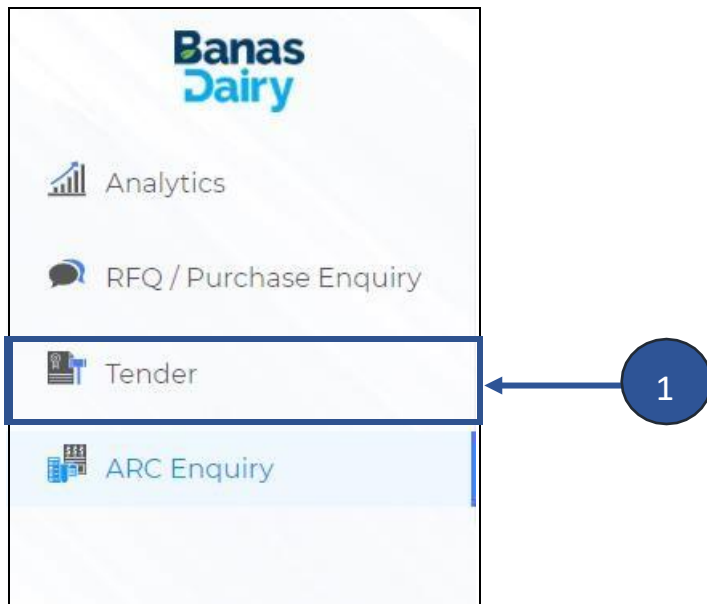 Banas
Dairy
Analytics
RFQ / Purchase Enquiry
Tender
1
ARC Enquiry